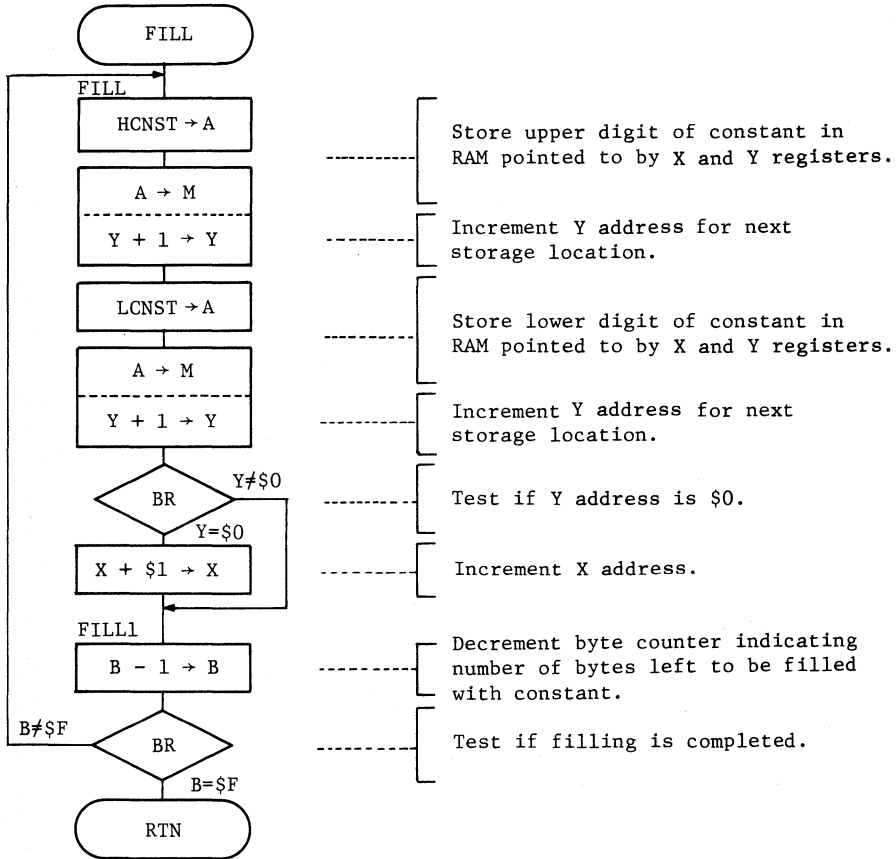 FILL
FILL
HCNST → A
Store upper digit of constant in
RAM pointed to by X and Y registers.
A → M
Y + 1 → Y
Increment Y address for next
storage location.
LCNST → A
Store lower digit of constant in
RAM pointed to by X and Y registers.
A → M
Y + 1 → Y
Increment Y address for next
storage location.
Y≠$0
BR
Test if Y address is $0.
Y=$0
X + $1 → X
Increment X address.
FILL1
B - 1 → B
Decrement byte counter indicating
number of bytes left to be filled
with constant.
B≠$F
BR
Test if filling is completed.
B=$F
RTN